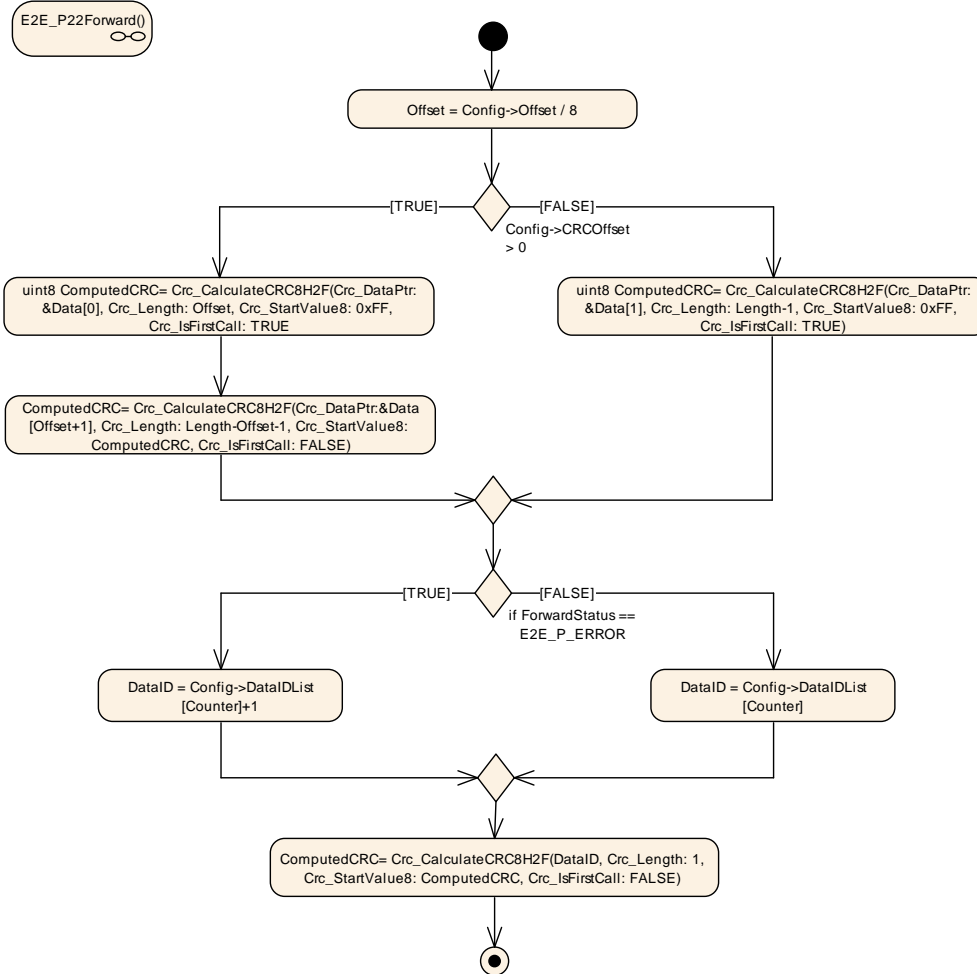 E2E_P22Forward()
Offset = Config->Offset / 8
[TRUE]
[FALSE]
Config->CRCOffset
> 0
uint8 ComputedCRC= Crc_CalculateCRC8H2F(Crc_DataPtr:
&Data[0], Crc_Length: Offset, Crc_StartValue8: 0xFF,
Crc_IsFirstCall: TRUE
uint8 ComputedCRC= Crc_CalculateCRC8H2F(Crc_DataPtr:
&Data[1], Crc_Length: Length-1, Crc_StartValue8: 0xFF,
Crc_IsFirstCall: TRUE)
ComputedCRC= Crc_CalculateCRC8H2F(Crc_DataPtr:&Data
[Offset+1], Crc_Length: Length-Offset-1, Crc_StartValue8:
ComputedCRC, Crc_IsFirstCall: FALSE)
[TRUE]
[FALSE]
if ForwardStatus ==
E2E_P_ERROR
DataID = Config->DataIDList
[Counter]+1
DataID = Config->DataIDList
[Counter]
ComputedCRC= Crc_CalculateCRC8H2F(DataID, Crc_Length: 1,
Crc_StartValue8: ComputedCRC, Crc_IsFirstCall: FALSE)